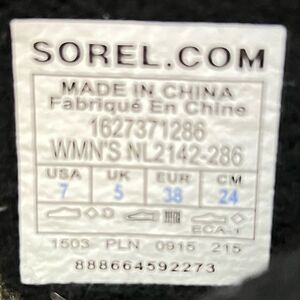 SOREL.COM
MADE IN CHINA
Fabriqué En Chine
1627371286
WMN'S NL2142-286
USA UK EUR CM
7 5 38 24
ECA-T
1503 PLN 0915 215
888664592273